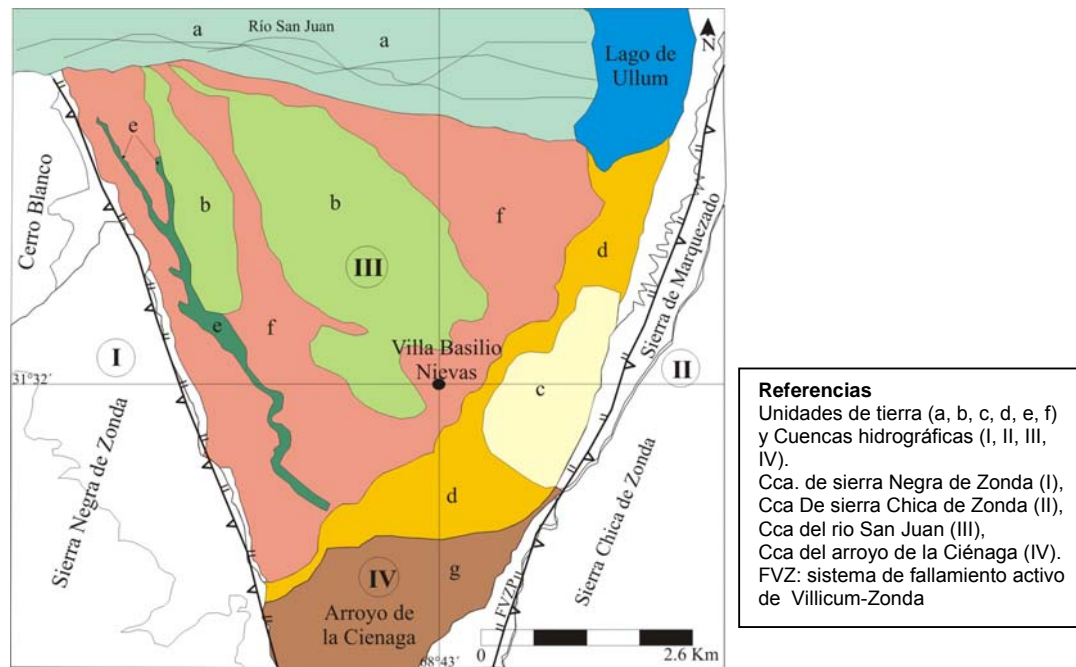 a
Río San Juan
a
N
Lago de
Ullum
e
b
b
f
d
III
Cerro Blanco
Sierra de Marquezado
e
f
I
Villa Basilio
Nievas
II
31°32´
c
Sierra Negra de Zonda
d
Sierra Chica de Zonda
IV
g
FVZP
Arroyo de
la Cienaga
68°43´
0
2.6 Km
Referencias
Unidades de tierra (a, b, c, d, e, f)
y Cuencas hidrográficas (I, II, III,
IV).
Cca. de sierra Negra de Zonda (I),
Cca De sierra Chica de Zonda (II),
Cca del rio San Juan (III),
Cca del arroyo de la Ciénaga (IV).
FVZ: sistema de fallamiento activo
de Villicum-Zonda